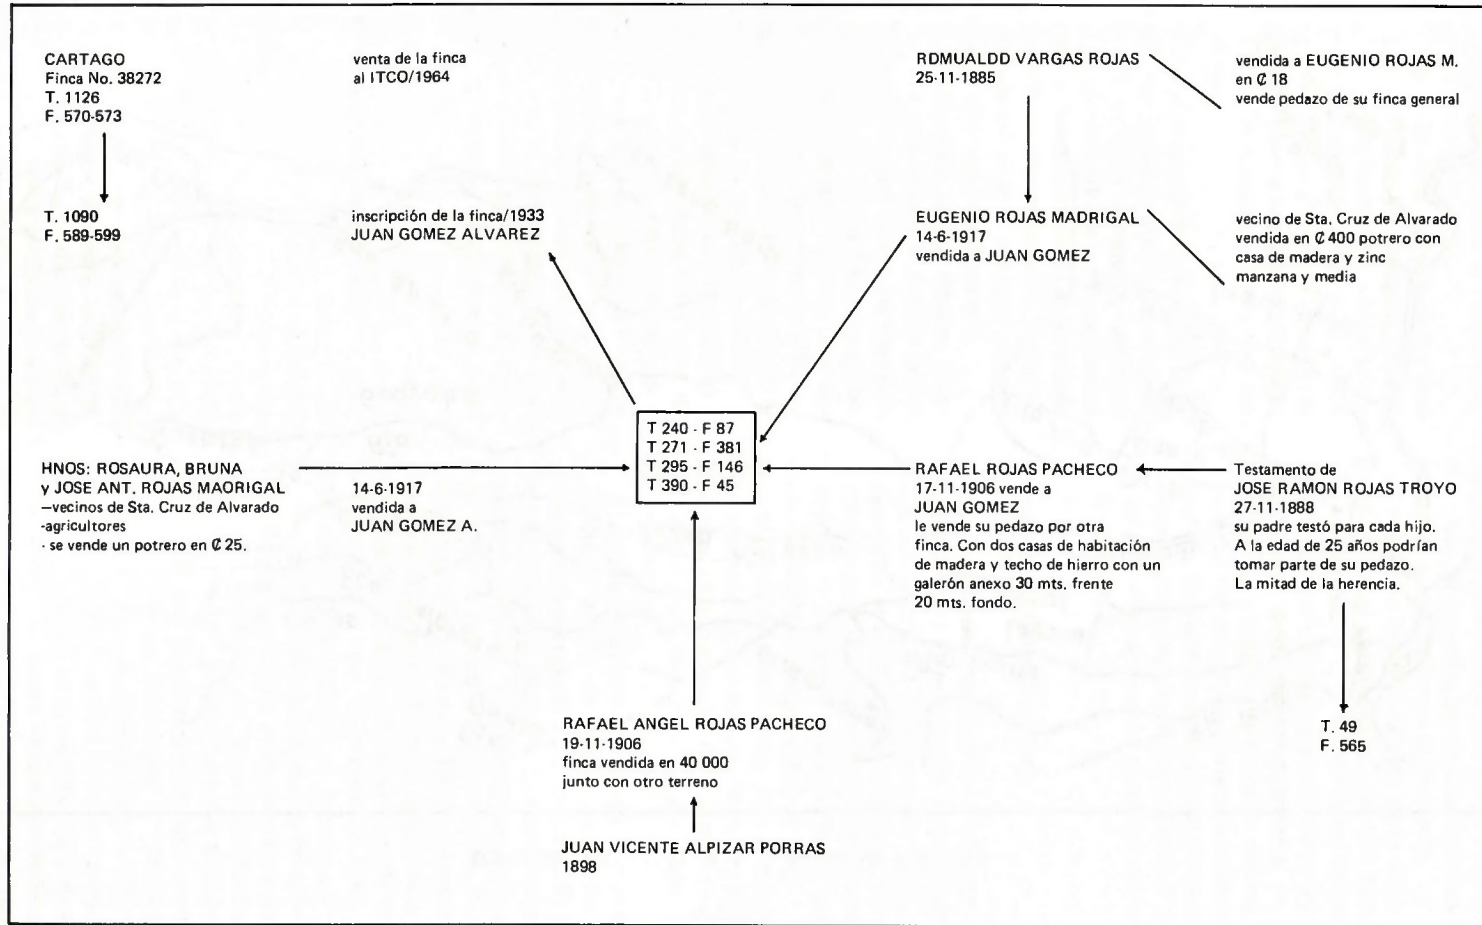 CARTAGO
Finca No. 38272
T. 1126
F. 570-573
venta de la finca
al ITCO/1964
RDMUALDD VARGAS ROJAS
25-11-1885
vendida a EUGENIO ROJAS M.
en ₡ 18
vende pedazo de su finca general
T. 1090
F. 589-599
inscripción de la finca/1933
JUAN GOMEZ ALVAREZ
EUGENIO ROJAS MADRIGAL
14-6-1917
vendida a JUAN GOMEZ
vecino de Sta. Cruz de Alvarado
vendida en ₡ 400 potrero con
casa de madera y zinc
manzana y media
T 240 - F 87
T 271 - F 381
T 295 - F 146
T 390 - F 45
HNOS: ROSAURA, BRUNA
y JOSE ANT. ROJAS MAORIGAL
—vecinos de Sta. Cruz de Alvarado
-agricultores
- se vende un potrero en ₡ 25.
14-6-1917
vendida a
JUAN GOMEZ A.
RAFAEL ROJAS PACHECO
17-11-1906 vende a
JUAN GOMEZ
le vende su pedazo por otra
finca. Con dos casas de habitación
de madera y techo de hierro con un
galerón anexo 30 mts. frente
20 mts. fondo.
Testamento de
JOSE RAMON ROJAS TROYO
27-11-1888
su padre testó para cada hijo.
A la edad de 25 años podrían
tomar parte de su pedazo.
La mitad de la herencia.
T. 49
F. 565
RAFAEL ANGEL ROJAS PACHECO
19-11-1906
finca vendida en 40 000
junto con otro terreno
JUAN VICENTE ALPIZAR PORRAS
1898